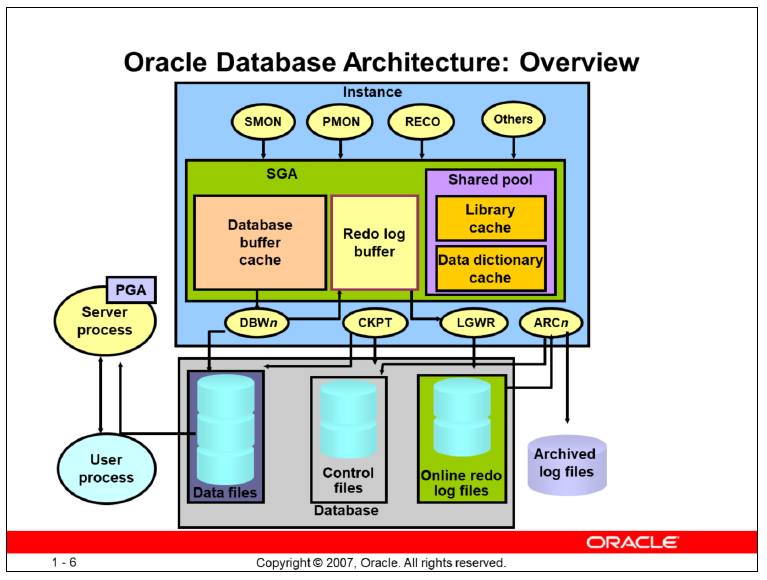 Oracle Database Architecture: Overview
Instance
SMON
PMON
RECO
Others
SGA
Shared pool
Database
buffer
cache
Redo log
buffer
Library
cache
Data dictionary
cache
PGA
Server
process
DBWn
CKPT
LGWR
ARCn
User
process
Data files
Control
files
Online redo
log files
Archived
log files
Database
ORACLE®
1 - 6
Copyright © 2007, Oracle. All rights reserved.